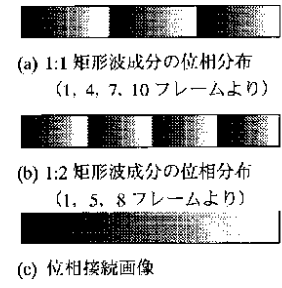 (a) 1:1 矩形波成分の位相分布
(1, 4, 7, 10 フレームより)
(b) 1:2 矩形波成分の位相分布
(1, 5, 8 フレームより)
(c) 位相接続画像